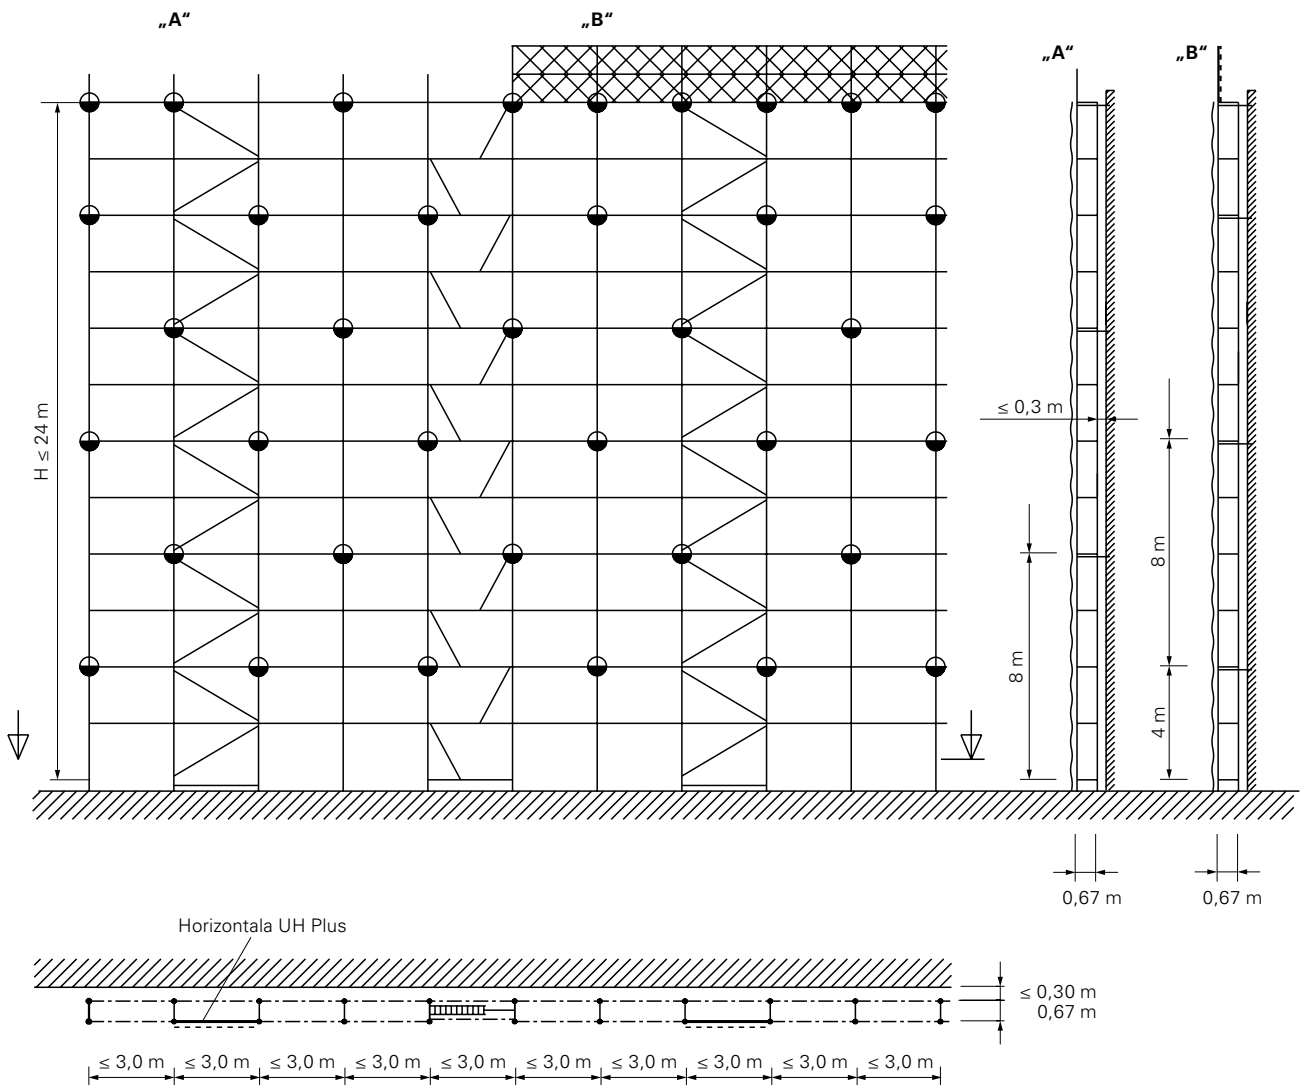 „A“
„B“
„A“
„B“
H ≤ 24 m
≤ 0,3 m
8 m
8 m
4 m
0,67 m
0,67 m
Horizontala UH Plus
≤ 0,30 m
0,67 m
≤ 3,0 m
≤ 3,0 m
≤ 3,0 m
≤ 3,0 m
≤ 3,0 m
≤ 3,0 m
≤ 3,0 m
≤ 3,0 m
≤ 3,0 m
≤ 3,0 m